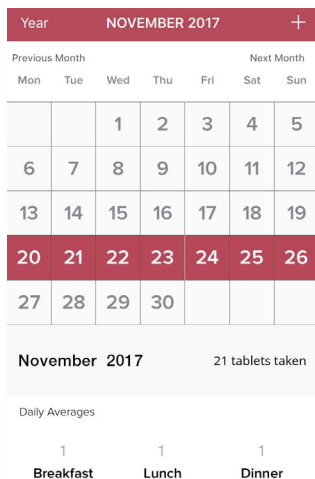 Year NOVEMBER 2017 +
Previous Month Next Month
Mon Tue Wed Thu Fri Sat Sun
1 2 3 4 5
6 7 8 9 10 11 12
13 14 15 16 17 18 19
20 21 22 23 24 25 26
27 28 29 30
November 2017 21 tablets taken
Daily Averages
1 1 1
Breakfast Lunch Dinner